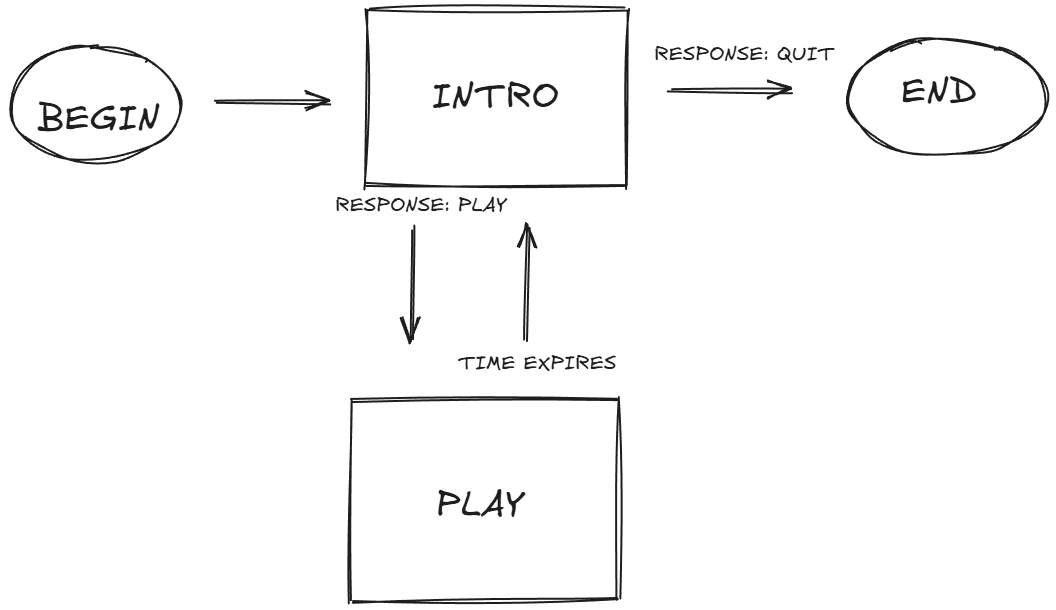 BEGIN
INTRO
RESPONSE: QUIT
END
RESPONSE: PLAY
TIME EXPIRES
PLAY